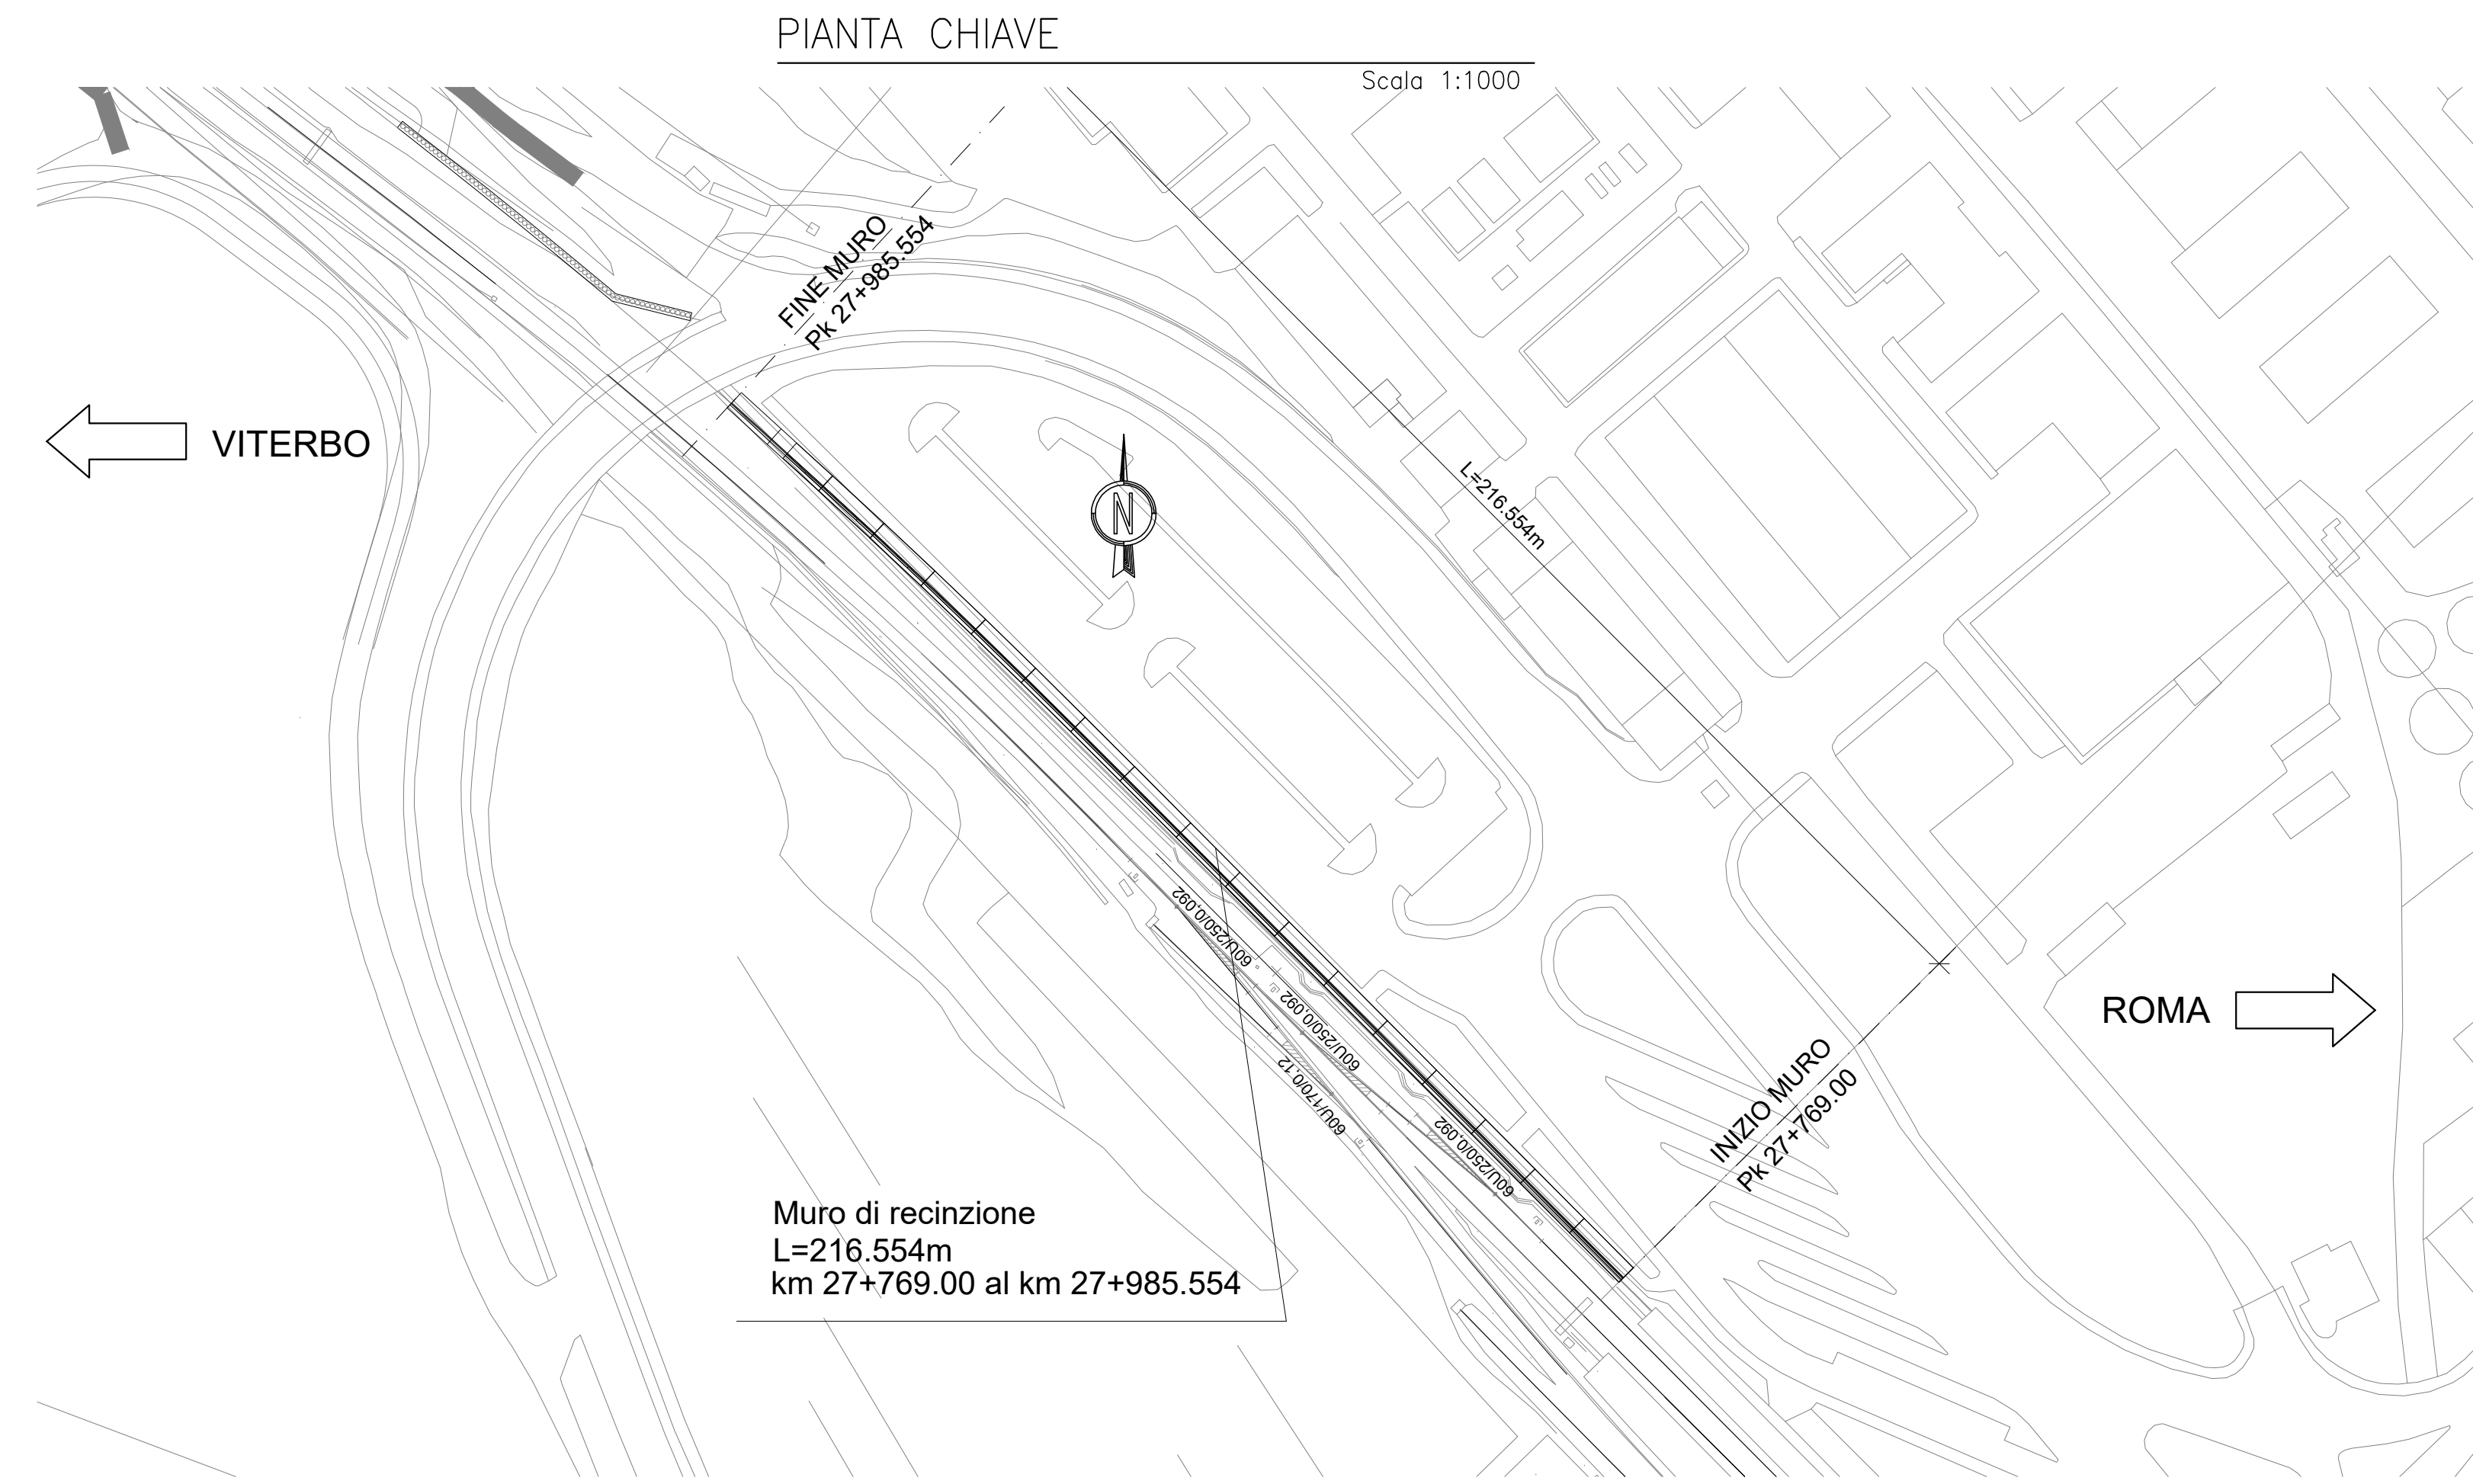 PIANTA CHIAVE
Scala 1:1000
FINE MURO
Pk 27+985.554
VITERBO
N
L=216.554m
60U/250/0.092
60U/250/0.092
60U/170/0.12
60U/250/0.092
INIZIO MURO
Pk 27+769.00
ROMA
Muro di recinzione
L=216.554m
km 27+769.00 al km 27+985.554